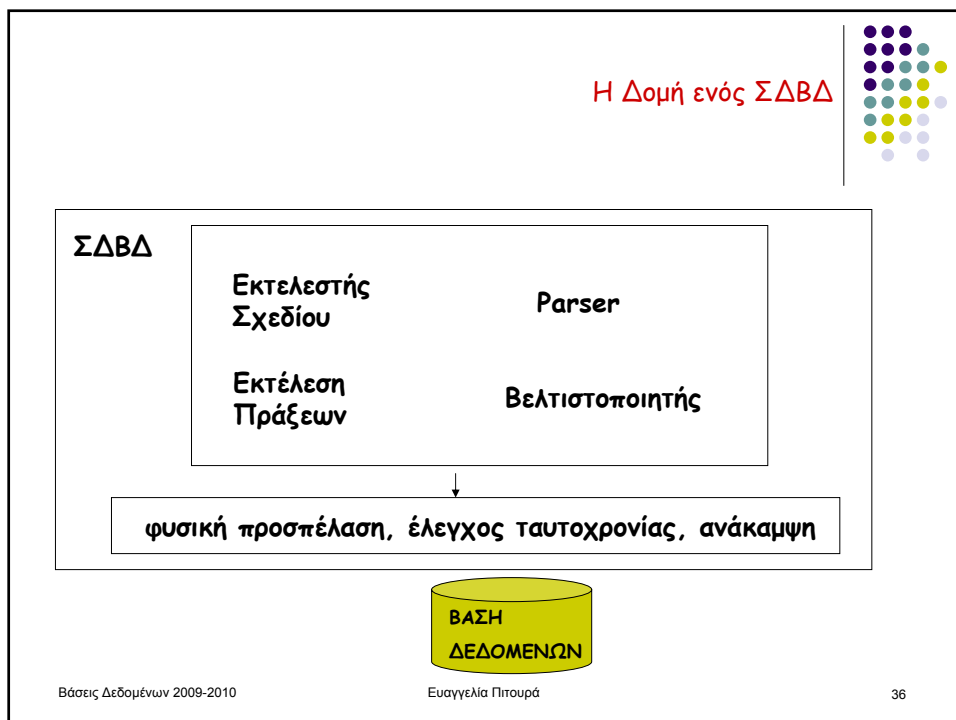 Η Δομή ενός ΣΔΒΔ
ΣΔΒΔ
Εκτελεστής
Σχεδίου
Parser
Εκτέλεση
Πράξεων
Βελτιστοποιητής
φυσική προσπέλαση, έλεγχος ταυτοχρονίας, ανάκαμψη
ΒΑΣΗ
ΔΕΔΟΜΕΝΩΝ
Βάσεις Δεδομένων 2009-2010
Ευαγγελία Πιτουρά
36